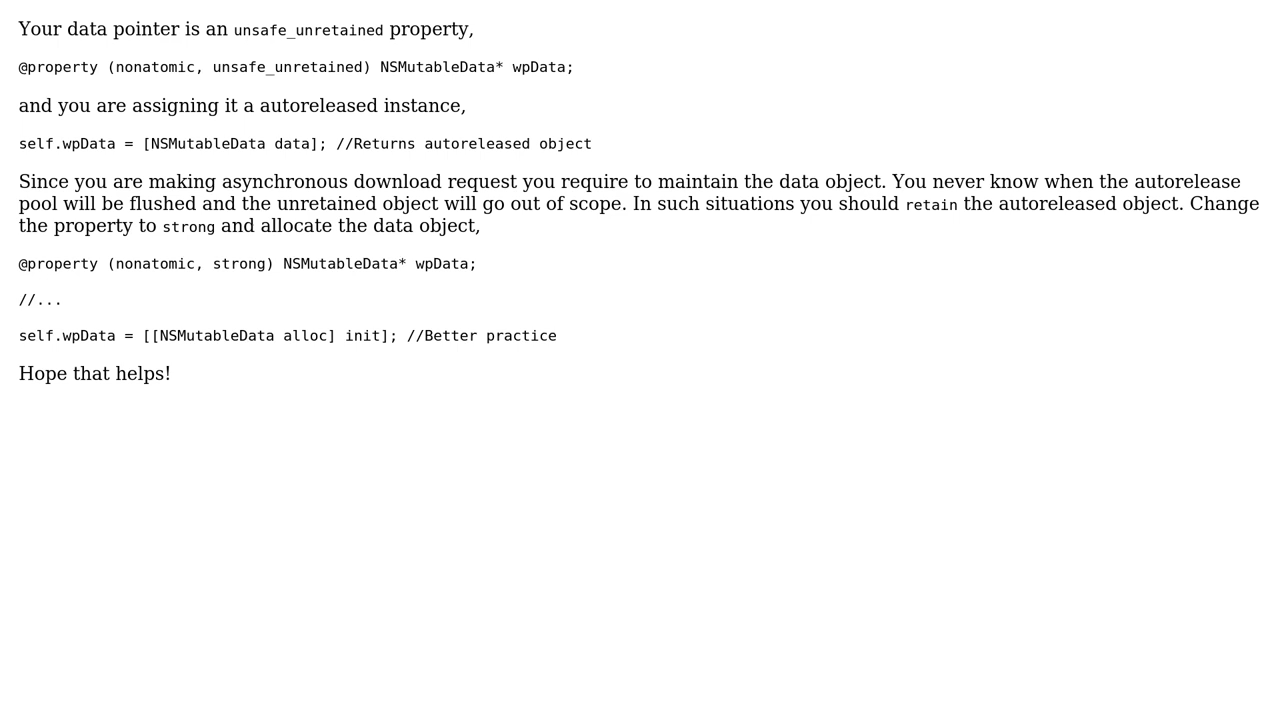 Your data pointer is an unsafe_unretained property,
@property (nonatomic, unsafe_unretained) NSMutableData* wpData;
and you are assigning it a autoreleased instance,
self.wpData = [NSMutableData data]; //Returns autoreleased object
Since you are making asynchronous download request you require to maintain the data object. You never know when the autorelease
pool will be flushed and the unretained object will go out of scope. In such situations you should retain the autoreleased object. Change
the property to strong and allocate the data object,
@property (nonatomic, strong) NSMutableData* wpData;
//...
self.wpData = [[NSMutableData alloc] init]; //Better practice
Hope that helps!